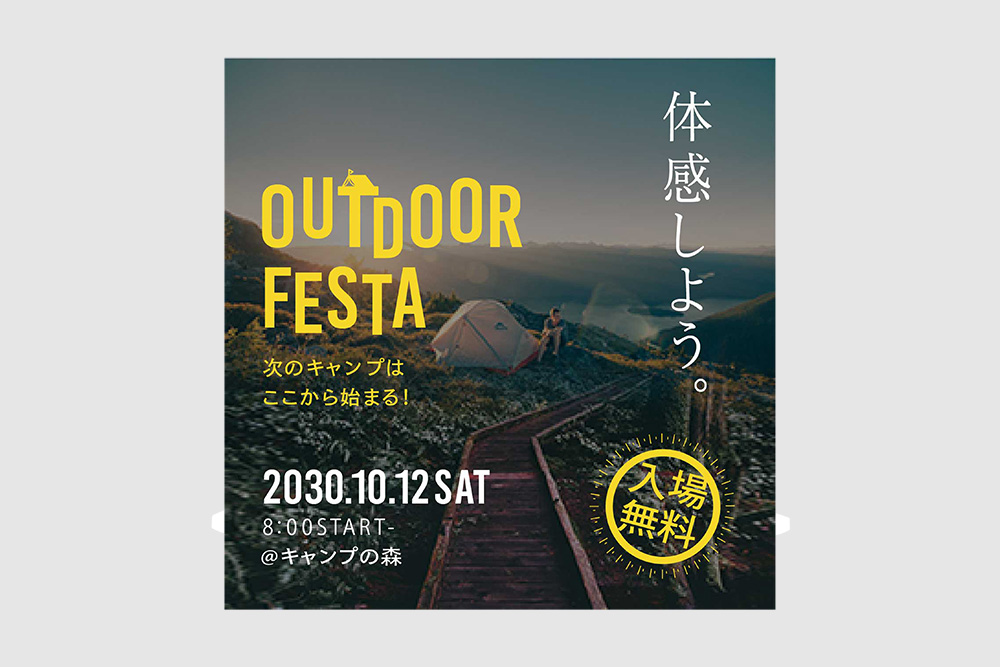 体感しよう。
OUTDOOR
FESTA
次のキャンプは
ここから始まる!
2030.10.12 SAT
8:00START-
@キャンプの森
入場
無料